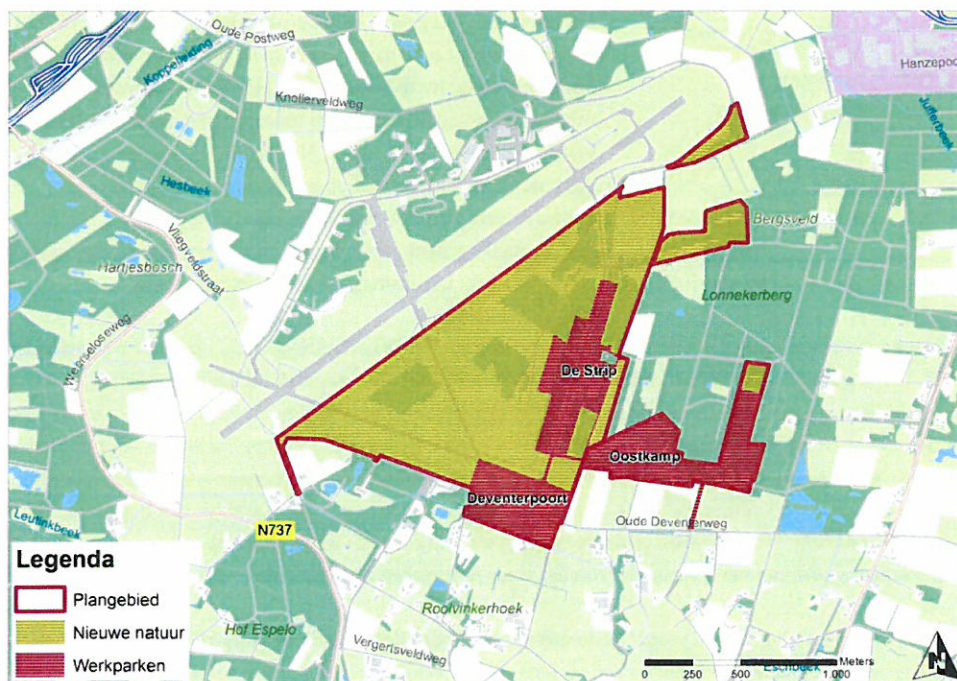 Oude Postweg
Koppelleiding
Hanzepoo
Knollerveldweg
Jufferbeek
Hesbeek
Vliegveldstraat
Bergsveld
Hartjesbosch
Lonnekerberg
Weerseloseweg
De Strip
Oostkamp
Deventerpoort
Leutinkbeek
Oude Deventerweg
N737
Legenda
Plangebied
Nieuwe natuur
Werkparken
Roolvinkerhoek
Hof Espelo
Vergertsveldweg
0 250 500 1.000 Meters
Eschbeek
N